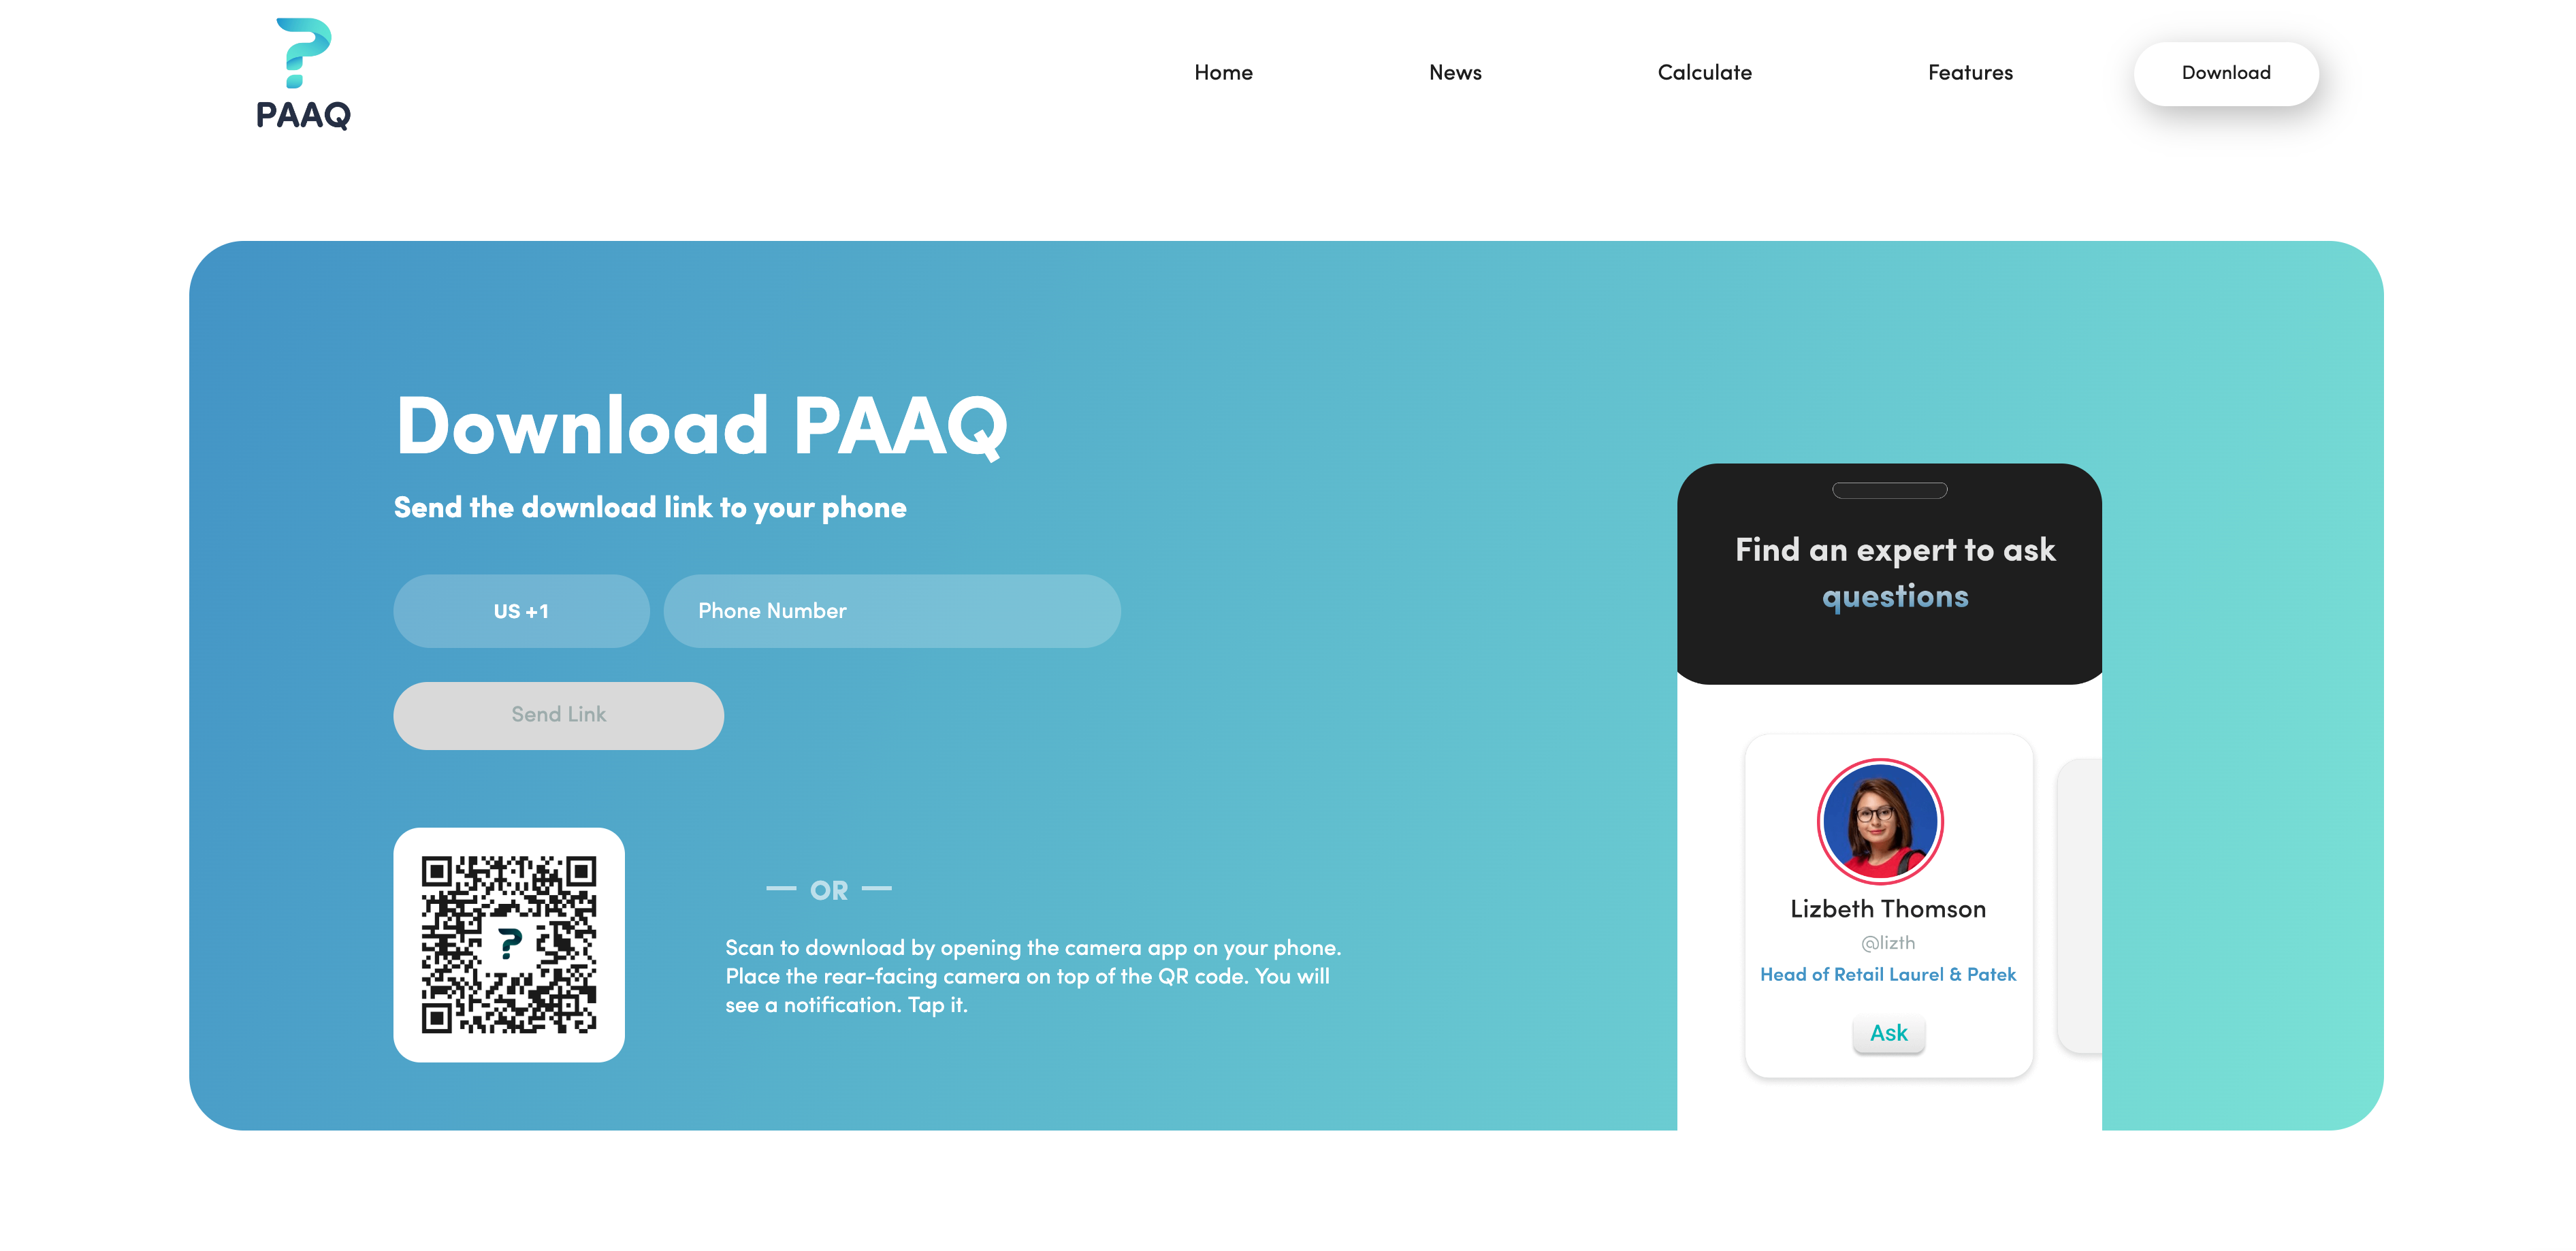 PAAQ
Home
News
Calculate
Features
Download
Download PAAQ
Send the download link to your phone
US +1
Phone Number
Send Link
OR
Scan to download by opening the camera app on your phone.
Place the rear-facing camera on top of the QR code. You will
see a notification. Tap it.
Find an expert to ask
questions
Lizbeth Thomson
@lizth
Head of Retail Laurel & Patek
Ask